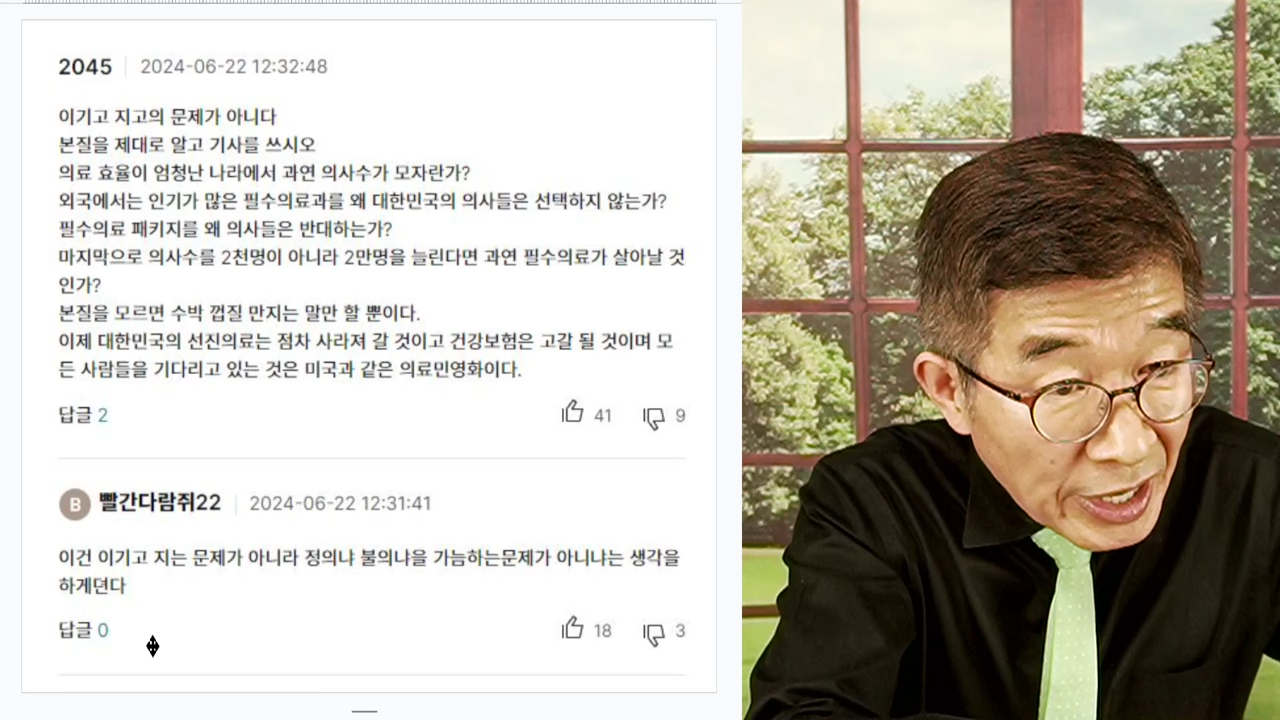 2045 2024-06-22 12:32:48
이기고 지고의 문제가 아니다
본질을 제대로 알고 기사를 쓰시오
의료 효율이 엄청난 나라에서 과연 의사수가 모자란가?
외국에서는 인기가 많은 필수의료과를 왜 대한민국의 의사들은 선택하지 않는가?
필수의료 패키지를 왜 의사들은 반대하는가?
마지막으로 의사수를 2천명이 아니라 2만명을 늘린다면 과연 필수의료가 살아날 것
인가?
본질을 모르면 수박 껍질 만지는 말만 할 뿐이다.
이제 대한민국의 선진의료는 점차 사라져 갈 것이고 건강보험은 고갈 될 것이며 모
든 사람들을 기다리고 있는 것은 미국과 같은 의료민영화이다.
답글 2 41 9
B 빨간다람쥐22 2024-06-22 12:31:41
이건 이기고 지는 문제가 아니라 정의냐 불의냐을 가늠하는문제가 아니냐는 생각을
하게뎐다
답글 0 18 3